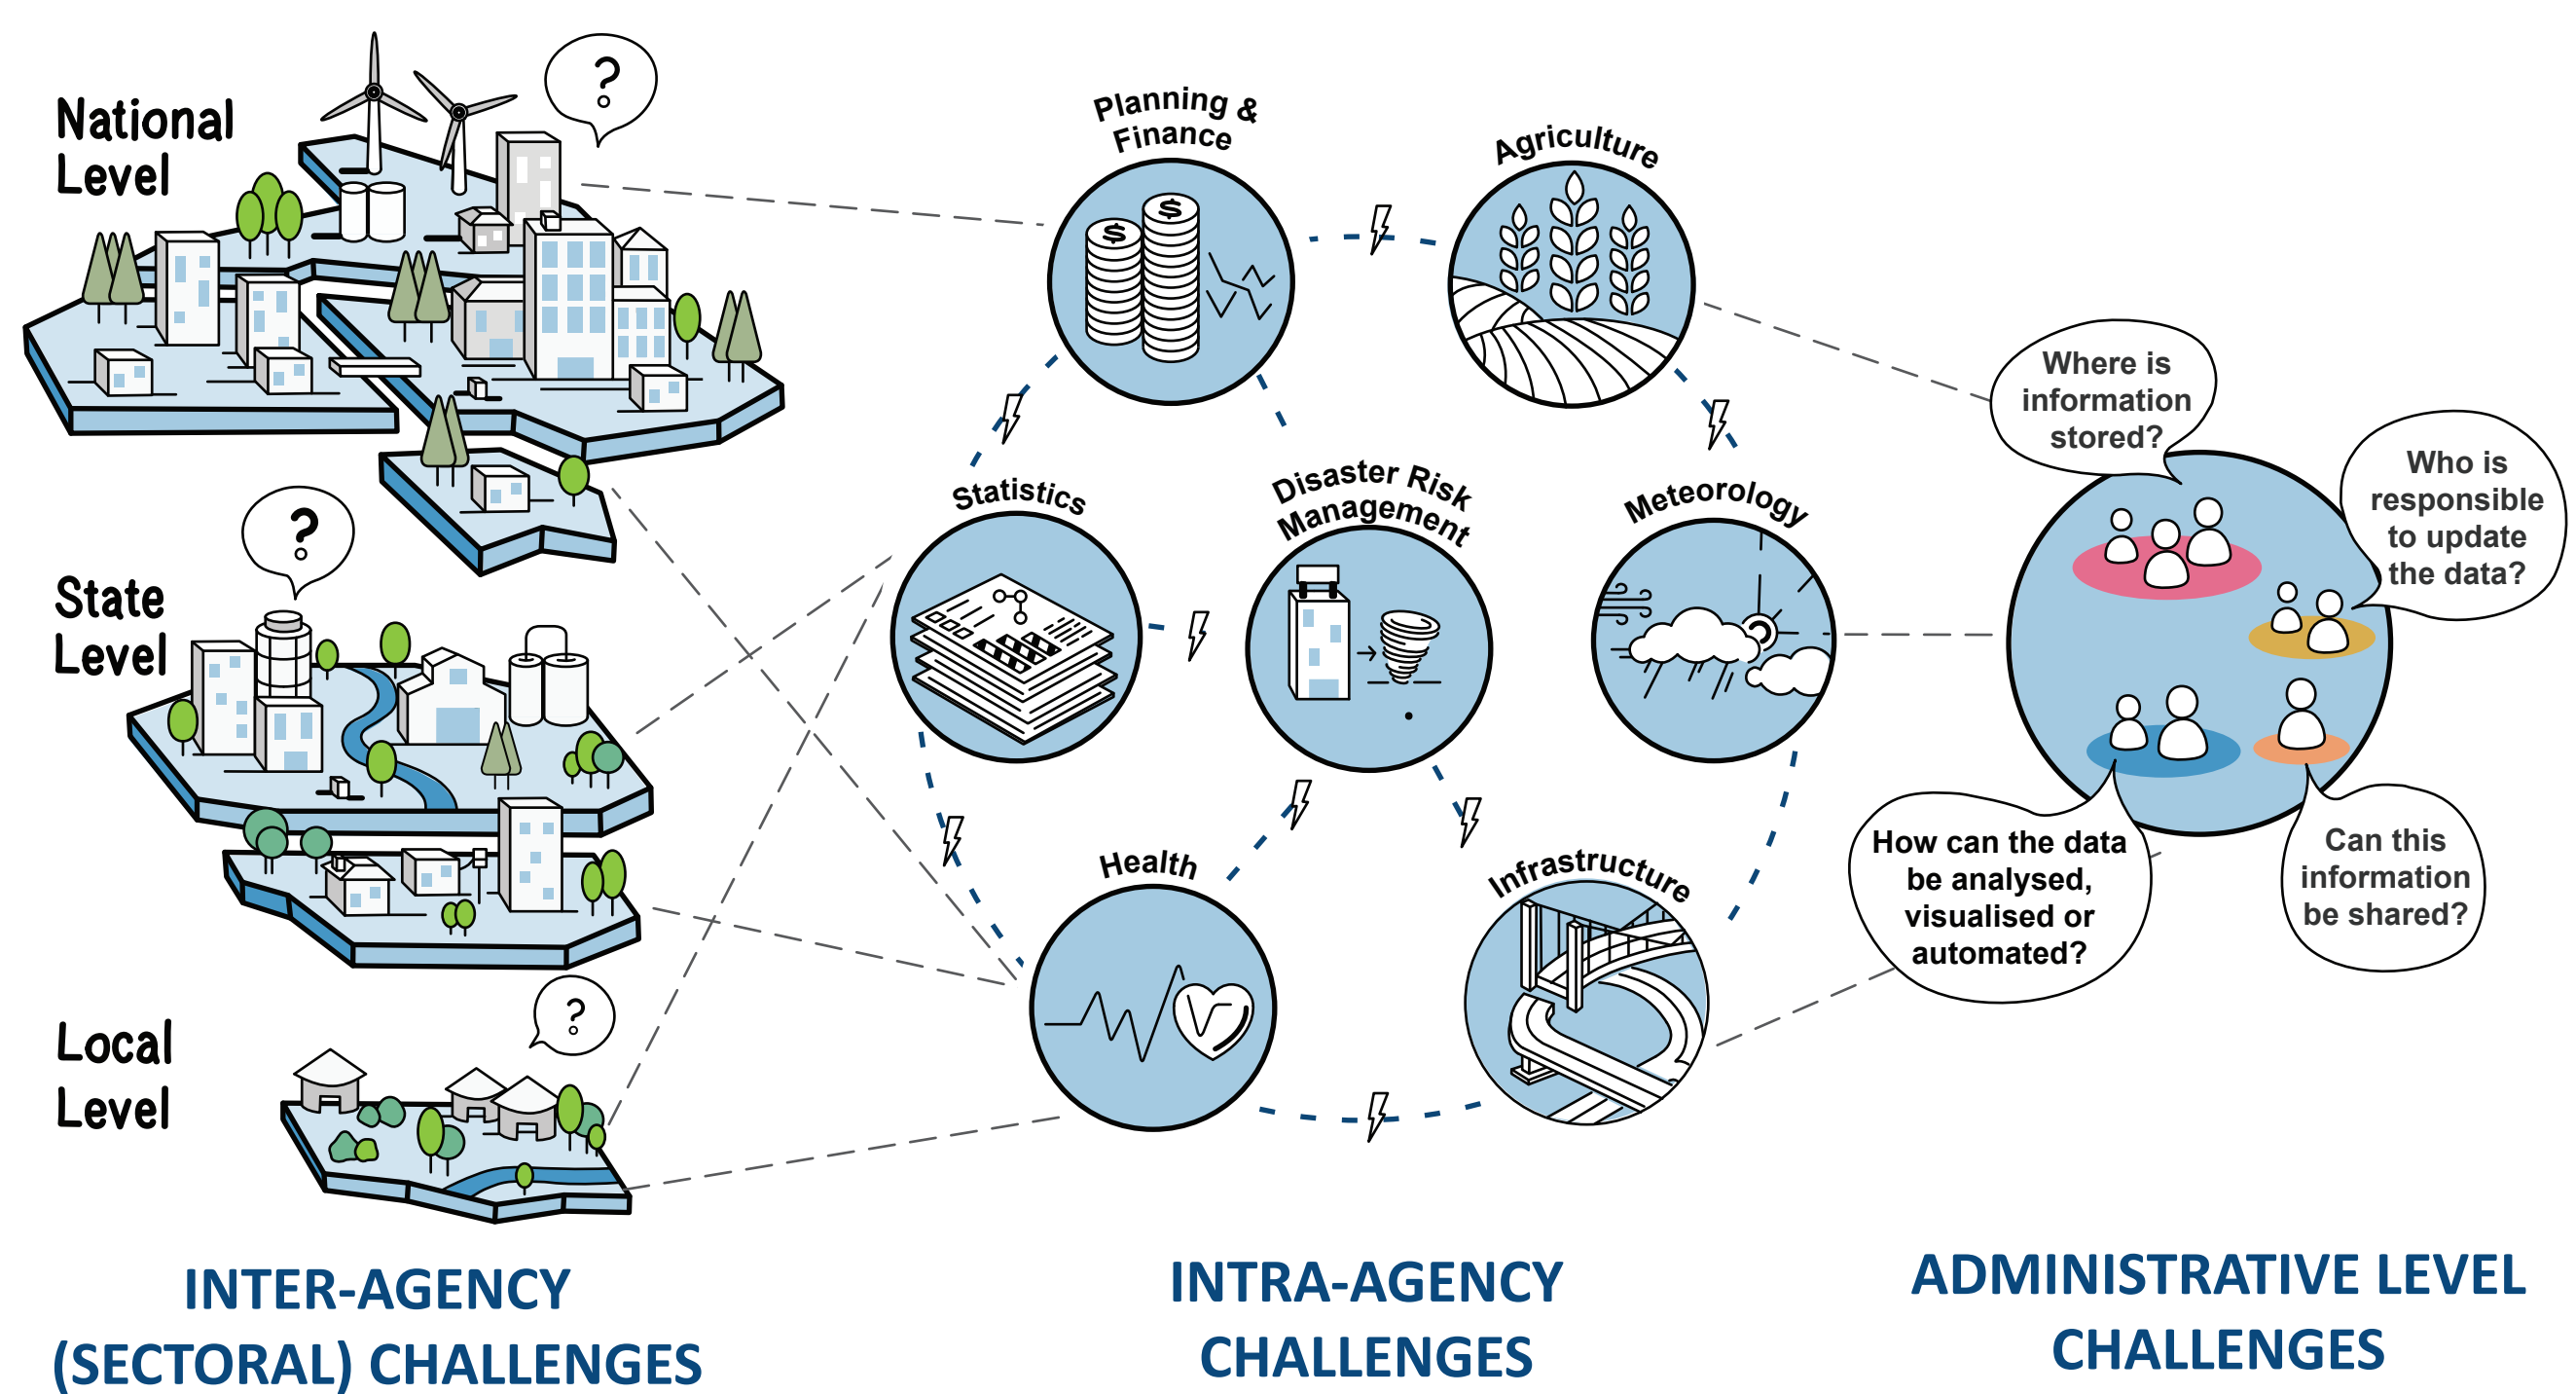 National
Level
?
State
Level
?
Local
Level
?
Planning &
Finance
$
$
Agriculture
Statistics
Disaster Risk
Management
Meteorology
Health
Infrastructure
Where is
information
stored?
Who is
responsible
to update
the data?
How can the data
be analysed,
visualised or
automated?
Can this
information
be shared?
INTER-AGENCY
(SECTORAL) CHALLENGES
INTRA-AGENCY
CHALLENGES
ADMINISTRATIVE LEVEL
CHALLENGES